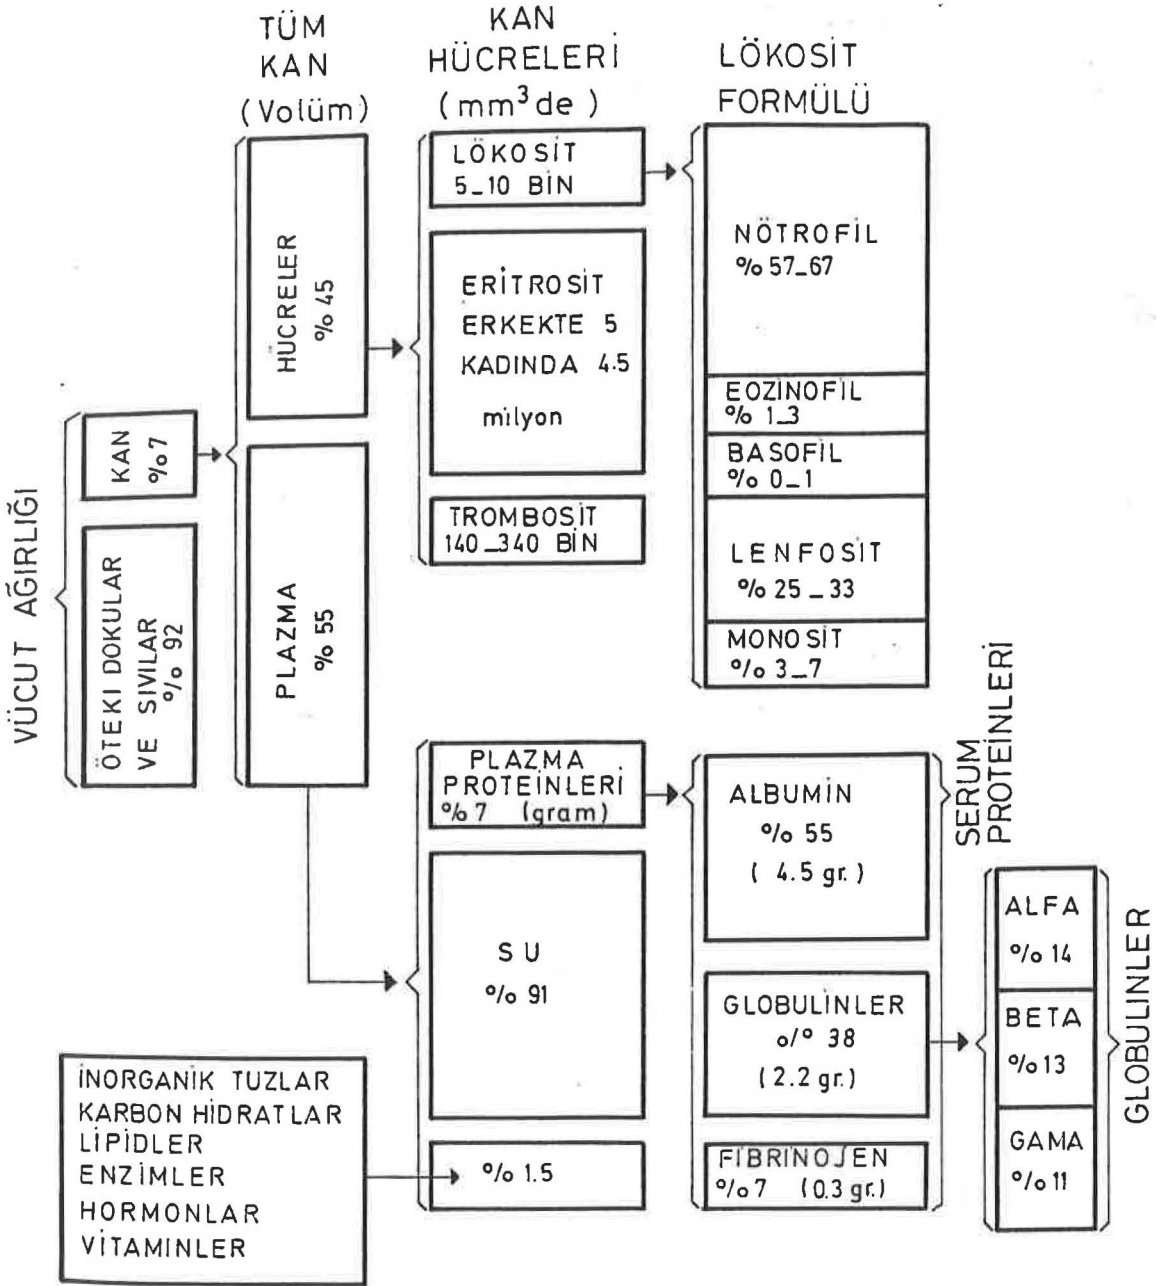 TÜM
KAN
(Volüm)
KAN
HÜCRELERİ
(mm³de)
LÖKOSİT
FORMÜLÜ
VÜCUT AĞIRLIĞI
KAN
%7
ÖTEKİ DOKULAR
VE SIVILAR
% 92
HÜCRELER
% 45
PLAZMA
% 55
LÖKOSİT
5_10 BİN
ERİTROSİT
ERKEKTE 5
KADINDA 4.5
milyon
TROMBOSİT
140_340 BİN
NÖTROFİL
% 57_67
EOZİNOFİL
% 1_3
BASOFİL
% 0_1
LENFOSİT
% 25_33
MONOSİT
% 3_7
PLAZMA
PROTEİNLERİ
%7 (gram)
SU
% 91
% 1.5
İNORGANİK TUZLAR
KARBON HİDRATLAR
LİPİDLER
ENZİMLER
HORMONLAR
VİTAMINLER
ALBUMİN
% 55
( 4.5 gr.)
GLOBULİNLER
o/° 38
(2.2 gr.)
FİBRİNOJEN
%7 (0.3 gr.)
SERUM
PROTEİNLERİ
ALFA
% 14
BETA
% 13
GAMA
% 11
GLOBULINLER